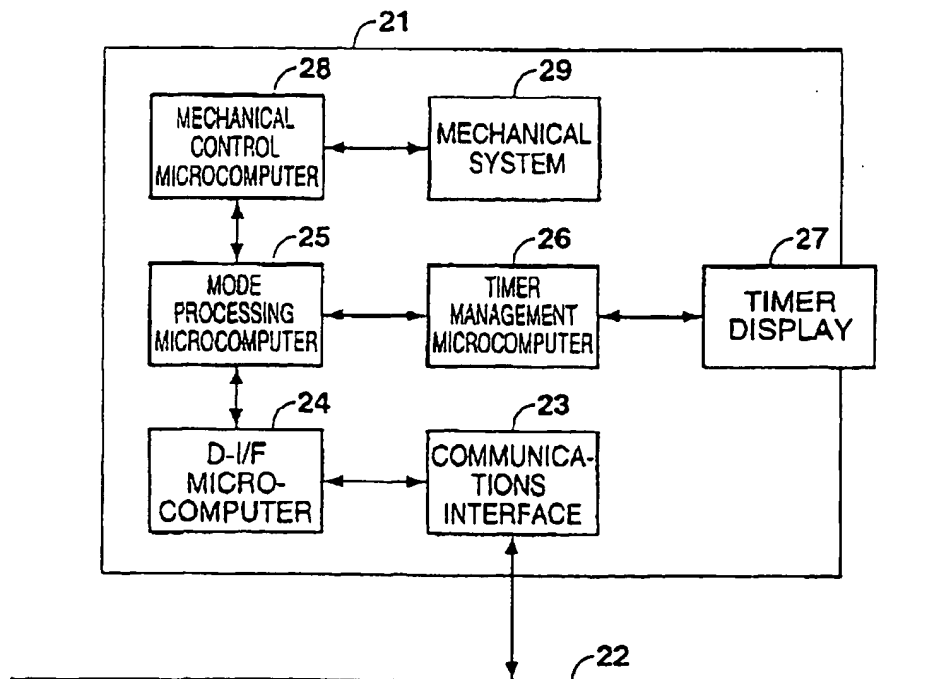 21
28
MECHANICAL
CONTROL
MICROCOMPUTER
29
MECHANICAL
SYSTEM
25
MODE
PROCESSING
MICROCOMPUTER
26
TIMER
MANAGEMENT
MICROCOMPUTER
27
TIMER
DISPLAY
24
D-I/F
MICRO-
COMPUTER
23
COMMUNICA-
TIONS
INTERFACE
22